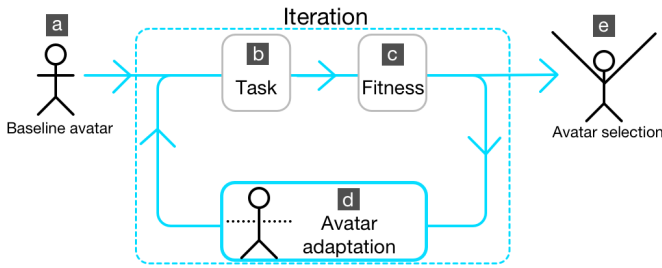 Iteration
a
b
c
e
Task
Fitness
Baseline avatar
Avatar selection
d
Avatar
adaptation